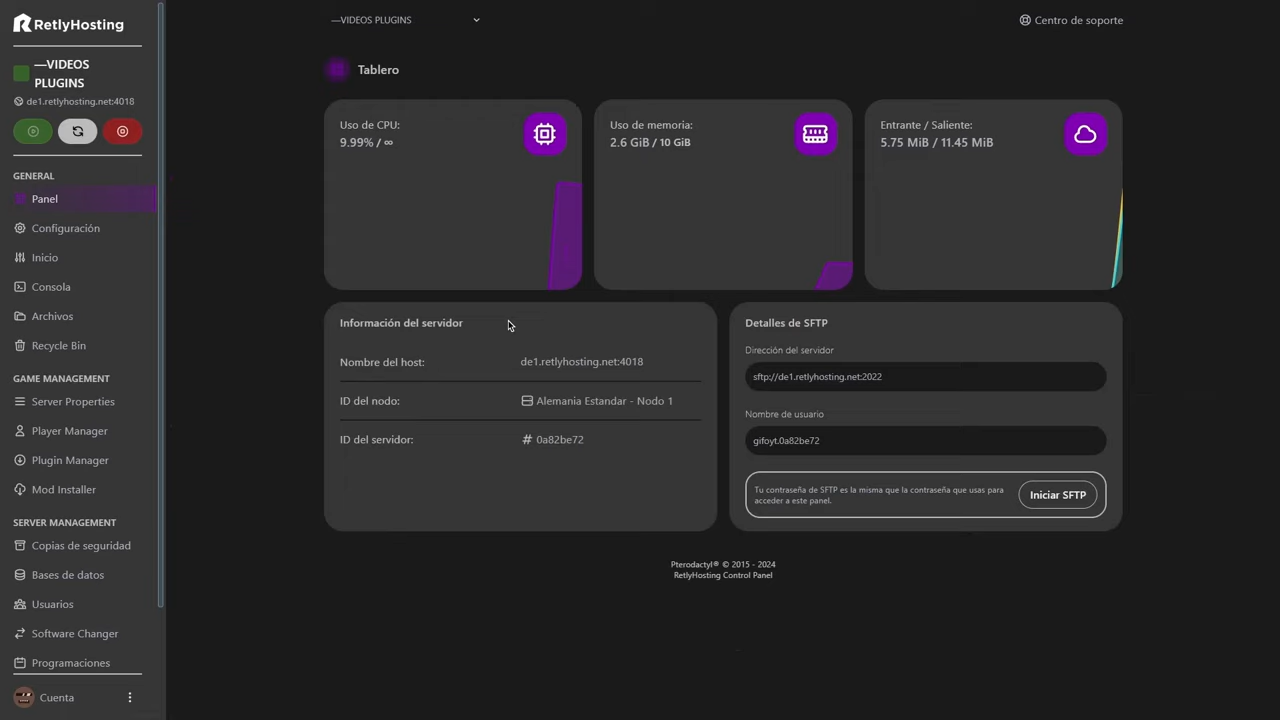 RetlyHosting
—VIDEOS
PLUGINS
de1.retlyhosting.net:4018
GENERAL
Panel
Configuración
Inicio
Consola
Archivos
Recycle Bin
GAME MANAGEMENT
Server Properties
Player Manager
Plugin Manager
Mod Installer
SERVER MANAGEMENT
Copias de seguridad
Bases de datos
Usuarios
Software Changer
Programaciones
Cuenta
—VIDEOS PLUGINS
Centro de soporte
Tablero
Uso de CPU:
9.99% / ∞
Uso de memoria:
2.6 GiB / 10 GiB
Entrante / Saliente:
5.75 MiB / 11.45 MiB
Información del servidor
Nombre del host: de1.retlyhosting.net:4018
ID del nodo: Alemania Estandar - Nodo 1
ID del servidor: # 0a82be72
Detalles de SFTP
Dirección del servidor
sftp://de1.retlyhosting.net:2022
Nombre de usuario
gifoyt.0a82be72
Tu contraseña de SFTP es la misma que la contraseña que usas para
acceder a este panel.
Iniciar SFTP
Pterodactyl® © 2015 - 2024
RetlyHosting Control Panel